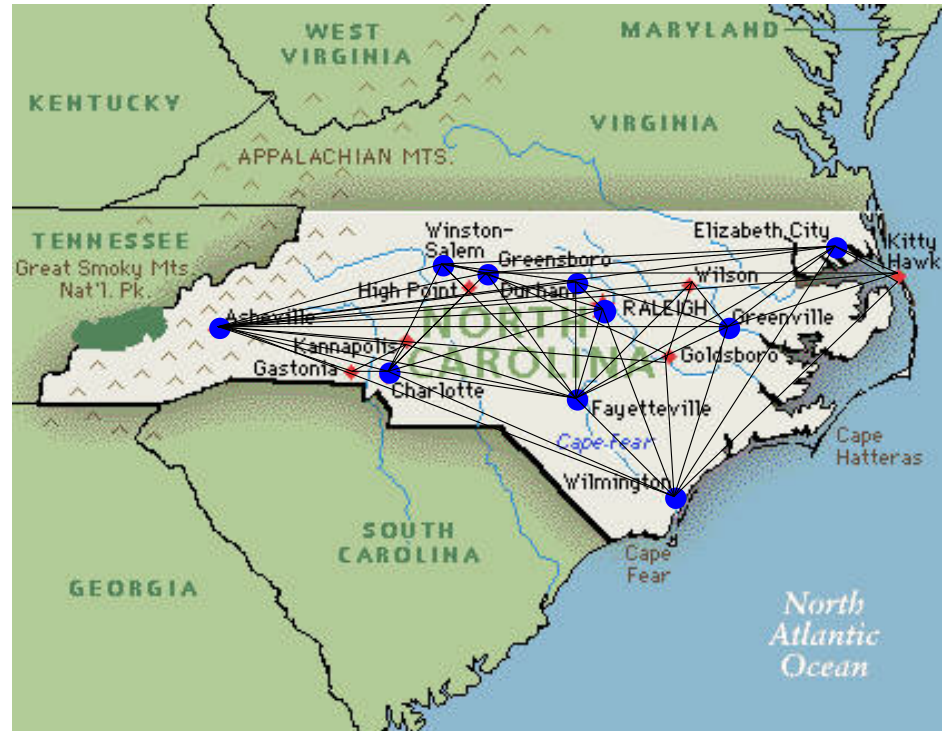 WEST
VIRGINIA
MARYLAND
KENTUCKY
VIRGINIA
APPALACHIAN MTS.
TENNESSEE
Great Smoky Mts.
Nat'l. Pk.
Winston-
Salem
Greensboro
Elizabeth City
Kitty
Hawk
High Point
Durham
Wilson
RALEIGH
Asheville
Greenville
NORTH
CAROLINA
Kannapolis
Goldsboro
Gastonia
Charlotte
Fayetteville
Cape Fear
Cape
Hatteras
Wilmington
SOUTH
CAROLINA
Cape
Fear
GEORGIA
North
Atlantic
Ocean